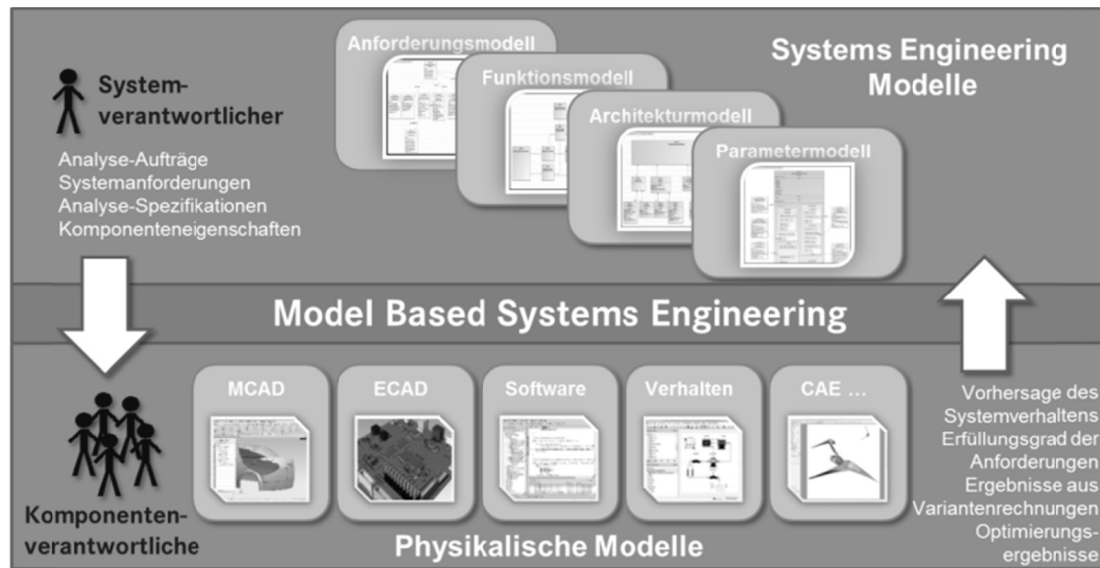 Anforderungsmodell
Funktionsmodell
Architekturmodell
Parametermodell
Systems Engineering
Modelle
System-
verantwortlicher
Analyse-Aufträge
Systemanforderungen
Analyse-Spezifikationen
Komponenteneigenschaften
Model Based Systems Engineering
MCAD
ECAD
Software
Verhalten
CAE ...
Komponenten-
verantwortliche
Physikalische Modelle
Vorhersage des
Systemverhaltens
Erfüllungsgrad der
Anforderungen
Ergebnisse aus
Variantenrechnungen
Optimierungs-
ergebnisse